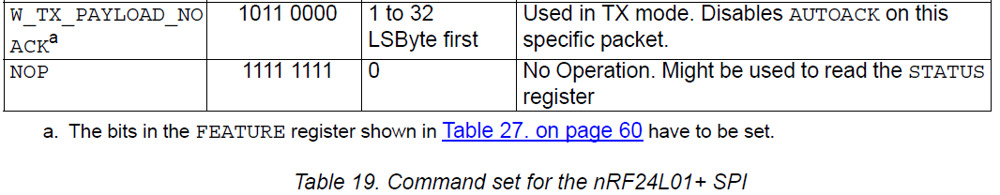 W_TX_PAYLOAD_NO 1011 0000 1 to 32 Used in TX mode. Disables AUTOACK on this
ACKa LSByte first specific packet.
NOP 1111 1111 0 No Operation. Might be used to read the STATUS
register
a. The bits in the FEATURE register shown in Table 27. on page 60 have to be set.
Table 19. Command set for the nRF24L01+ SPI